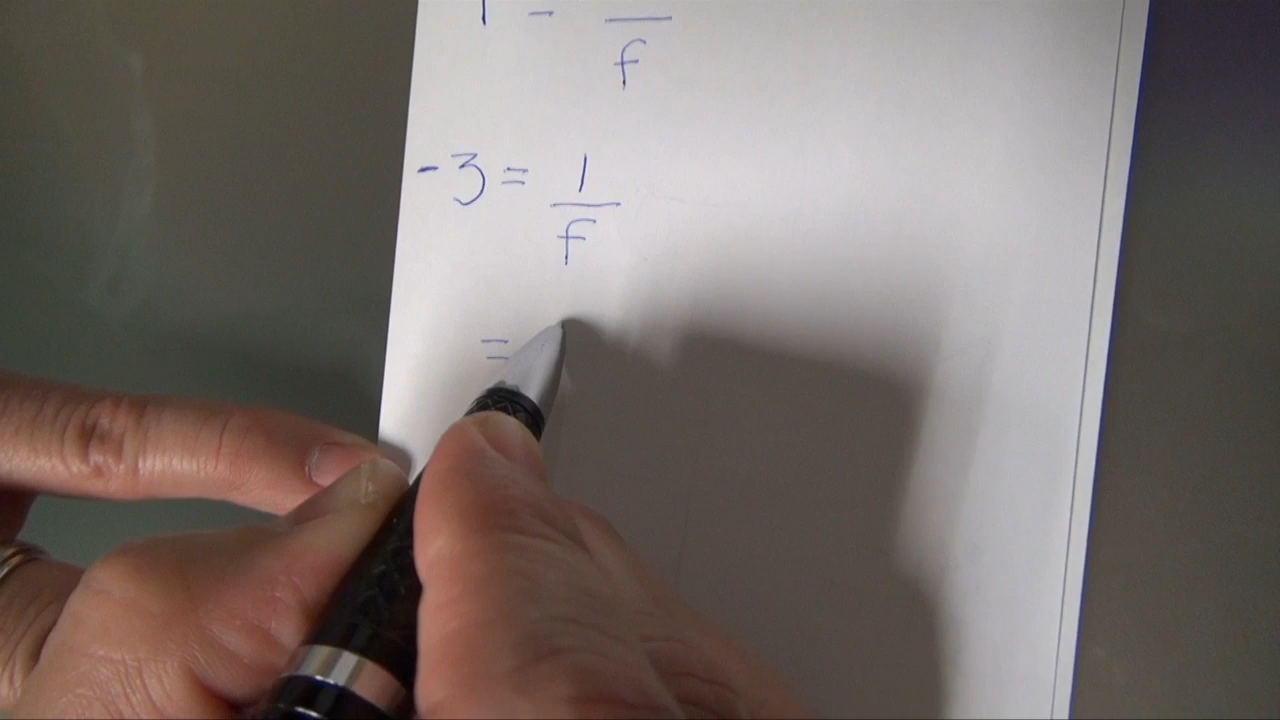 -
f
-3 = 1/f
=